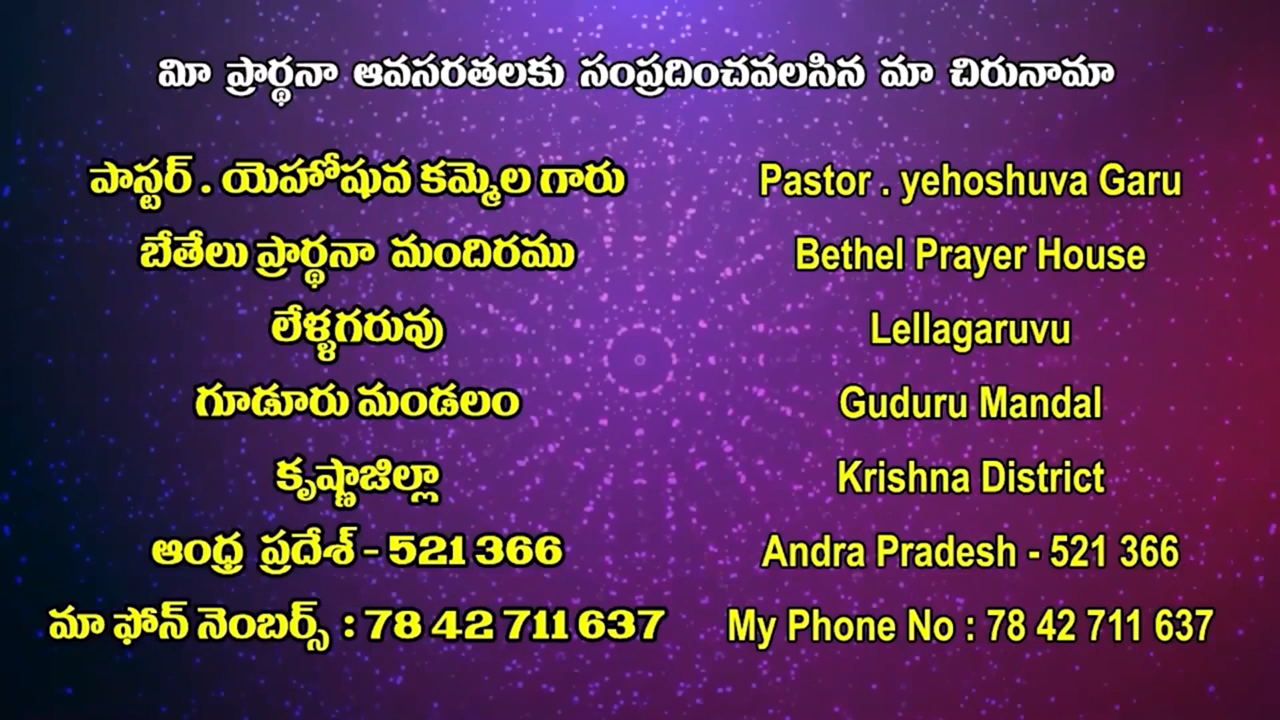 మీ ప్రార్థనా ఆవసరతలకు సంప్రదించవలసిన మా చిరునామా
పాస్టర్ . యెహోషువ కమ్మెల గారు
బేతేలు ప్రార్థనా మందిరము
లేళ్ళగరువు
గూడూరు మండలం
కృష్ణాజిల్లా
ఆంధ్ర ప్రదేశ్ - 521 366
మా ఫోన్ నెంబర్స్ : 78 42 711 637
Pastor . yehoshuva Garu
Bethel Prayer House
Lellagaruvu
Guduru Mandal
Krishna District
Andra Pradesh - 521 366
My Phone No : 78 42 711 637